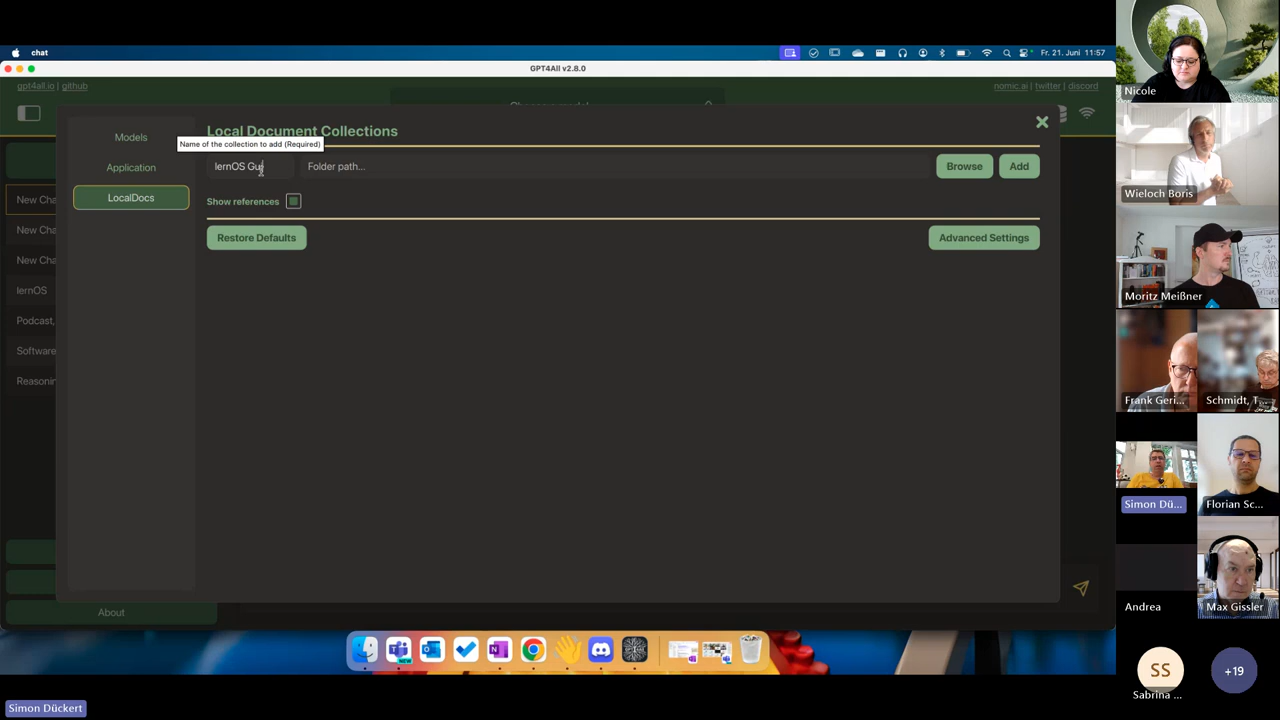 chat
Fr. 21. Juni 11:57
GPT4All v2.8.0
gpt4all.io | github
nomic.ai | twitter | discord
Models
Application
LocalDocs
Local Document Collections
Name of the collection to add (Required)
lernOS Gui
Folder path...
Browse
Add
Show references
Restore Defaults
Advanced Settings
New Cha
New Cha
New Cha
lernOS
Podcast,
Software
Reasonin
About
NEW
Nicole
Wieloch Boris
Moritz Meißner
Frank Geri...
Schmidt, T...
Simon Dü...
Florian Sc...
Andrea
Max Gissler
SS
Sabrina ...
+19
Simon Dückert